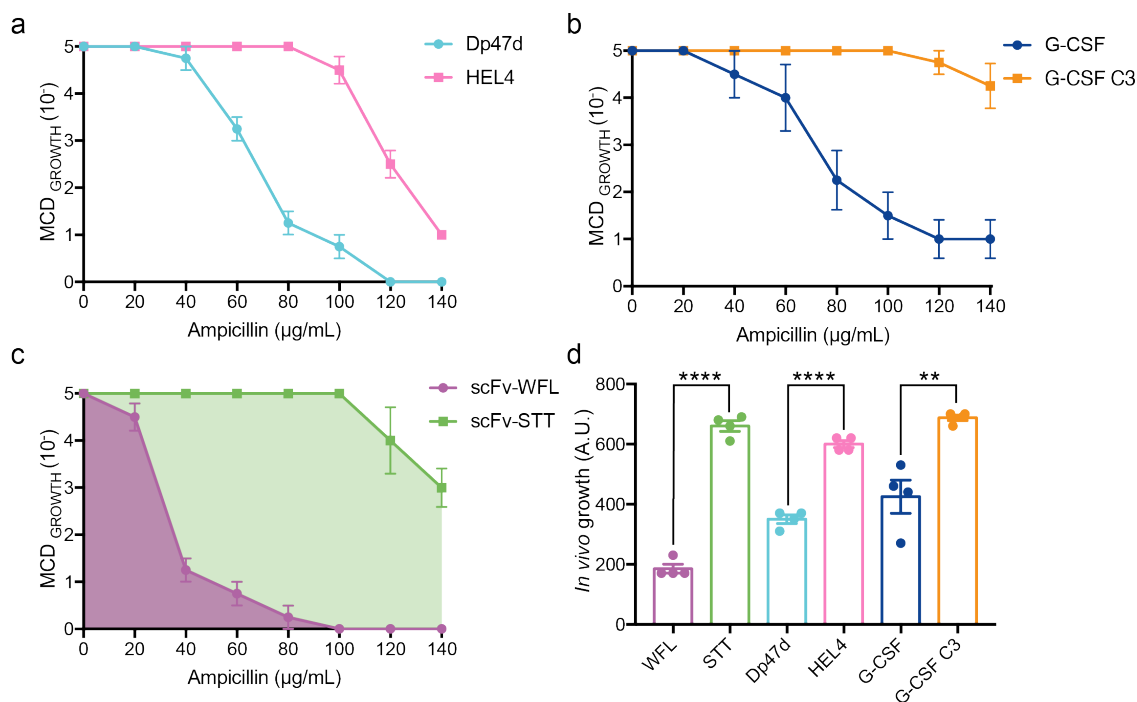 a
Dp47d
HEL4
MCD GROWTH (10-)
5
4
3
2
1
0
0 20 40 60 80 100 120 140
Ampicillin (µg/mL)
b
G-CSF
G-CSF C3
MCD GROWTH (10-)
5
4
3
2
1
0
0 20 40 60 80 100 120 140
Ampicillin (µg/mL)
c
scFv-WFL
scFv-STT
MCD GROWTH (10-)
5
4
3
2
1
0
0 20 40 60 80 100 120 140
Ampicillin (µg/mL)
d
**** **** **
In vivo growth (A.U.)
800
600
400
200
0
WFL STT Dp47d HEL4 G-CSF G-CSF C3